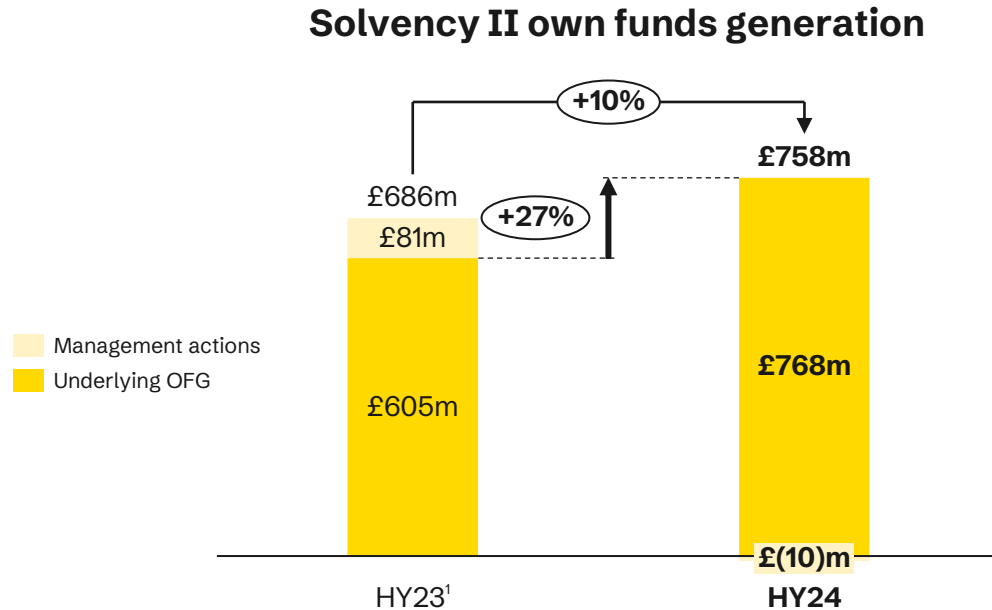 Solvency II own funds generation
+10%
£758m
£686m
+27%
£81m
Management actions
Underlying OFG
£768m
£605m
£(10)m
HY23¹
HY24